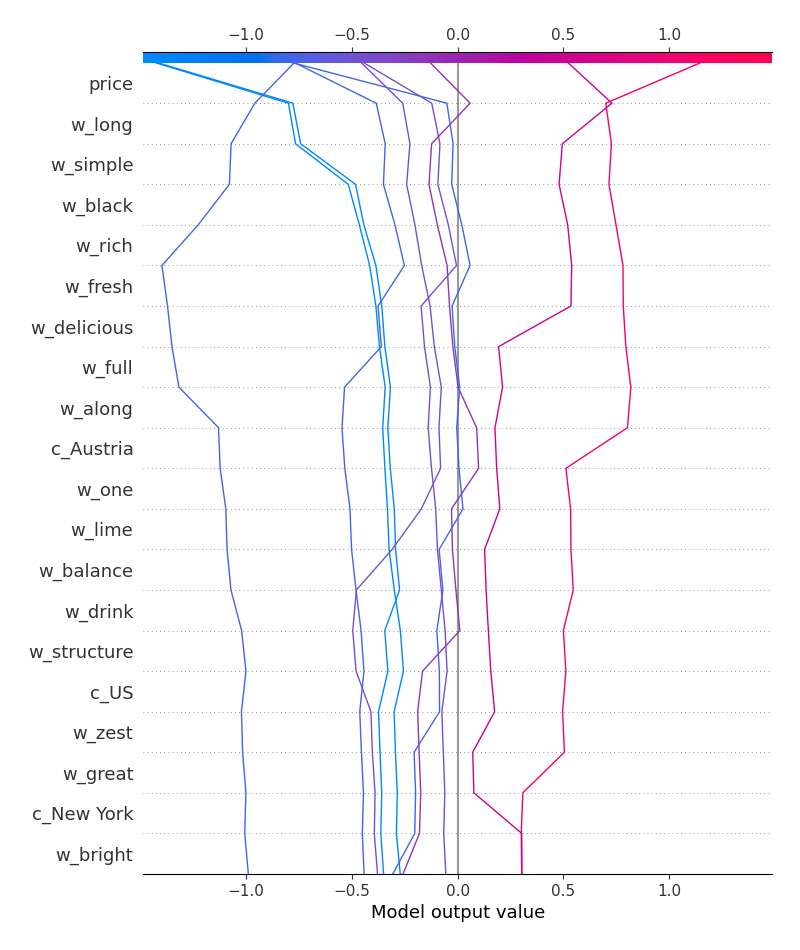 −1.0 −0.5 0.0 0.5 1.0
price
w_long
w_simple
w_black
w_rich
w_fresh
w_delicious
w_full
w_along
c_Austria
w_one
w_lime
w_balance
w_drink
w_structure
c_US
w_zest
w_great
c_New York
w_bright
−1.0 −0.5 0.0 0.5 1.0
Model output value